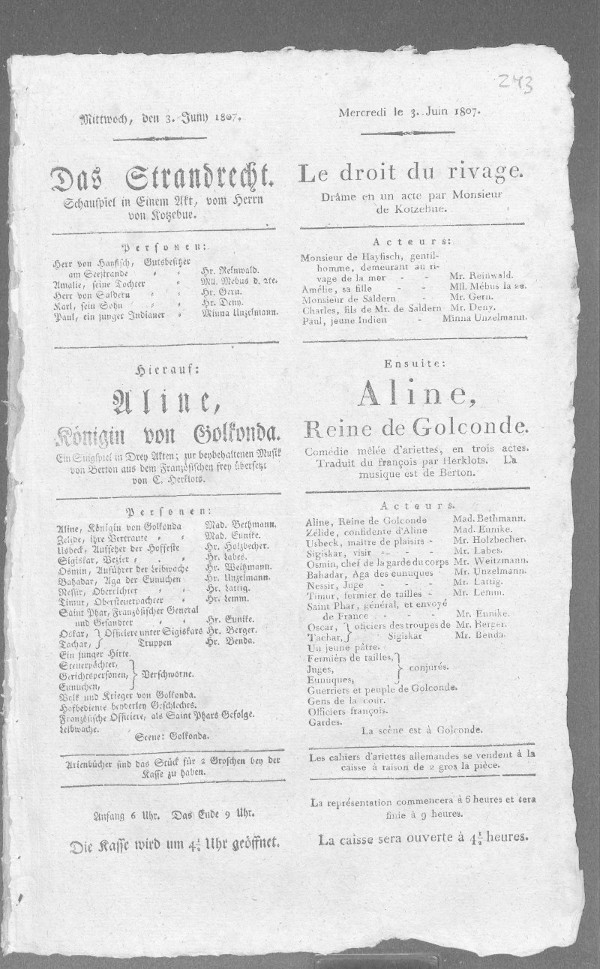 243
Mittwoch, den 3. Juny 1807.
Das Strandrecht.
Schauspiel in Einem Akt, vom Herrn
von Kotzebue.
Personen:
Herr von Hayfisch, Gutsbesitzer
am Seestrande Hr. Reinwald.
Amalie, seine Tochter Mll. Mebus d. alte.
Herr von Saldern Hr. Gern.
Karl, sein Sohn Hr. Deny.
Paul, ein junger Indianer Minna Unzelmann.
Hierauf:
Aline,
Königin von Golkonda.
Ein Singspiel in Drey Akten; zur beybehaltenen Musik
von Berton aus dem Französischen frey übersetzt
von C. Herklots.
Personen:
Aline, Königin von Golkonda Mad. Bethmann.
Zelide, ihre Vertraute Mad. Eunike.
Usbeck, Aufseher der Hoffeste Hr. Holzbecher.
Sigiskar, Vezier Hr. Labes.
Osmin, Anführer der Leibwache Hr. Weitzmann.
Bahadar, Aga der Eunuchen Hr. Unzelmann.
Nessir, Oberrichter Hr. Lattig.
Timur, Obersteuerpachter Hr. Lemm.
Saint Phar, Französischer General
und Gesandter Hr. Eunike.
Oskar, } Officiere unter Sigiskars Hr. Berger.
Tachar, } Truppen Hr. Benda.
Ein junger Hirte.
Steuerpächter,
Gerichtspersonen, } Verschworne.
Eunuchen,
Volk und Krieger von Golkonda.
Hofbediente beyderley Geschlechts.
Französische Officiere, als Saint Phars Gefolge.
Leibwache.
Scene: Golkonda.
Arienbücher sind das Stück für 2 Groschen bey der
Kasse zu haben.
Anfang 6 Uhr. Das Ende 9 Uhr.
Die Kasse wird um 4½ Uhr geöffnet.
Mercredi le 3. Juin 1807.
Le droit du rivage.
Drâme en un acte par Monsieur
de Kotzebue.
Acteurs:
Monsieur de Hayfisch, gentil-
homme, demeurant au ri-
vage de la mer - - Mr. Reinwald.
Amélie, sa fille - - Mll. Mébus
Monsieur de Saldern - Mr. Gern.
Charles, fils de Mr. de Saldern Mr. Deny.
Paul, jeune Indien - Minna Unzelmann.
Ensuite:
Aline,
Reine de Golconde.
Comédie mêlée d'ariettes, en trois actes.
Traduit du françois par Herklots. La
musique est de Berton.
Acteurs.
Aline, Reine de Golconde Mad. Bethmann.
Zélide, confidente d'Aline Mad. Eunike.
Usbeck, maître de plaisirs - Mr. Holzbecher.
Sigiskar, visir - - Mr. Labes.
Osmin, chef de la garde du corps Mr. Weitzmann.
Bahadar, Aga des eunuques - Mr. Unzelmann.
Nessir, Juge - - Mr. Lattig.
Timur, fermier de tailles - Mr. Lemm.
Saint Phar, général, et envoyé
de France - - - Mr. Eunike.
Oscar, } oficiers des troupes de Mr. Berger.
Tachar, } Sigiskar Mr. Benda.
Un jeune pâtre.
Fermiers de tailles,
Juges, } conjurés.
Eunuques,
Guerriers et peuple de Golconde.
Gens de la cour.
Officiers françois.
Gardes.
La scène est à Golconde.
Les cahiers d'ariettes allemandes se vendent à la
caisse à raison de 2 gros la pièce.
La représentation commencera à 6 heures et sera
finie à 9 heures.
La caisse sera ouverte à 4½ heures.